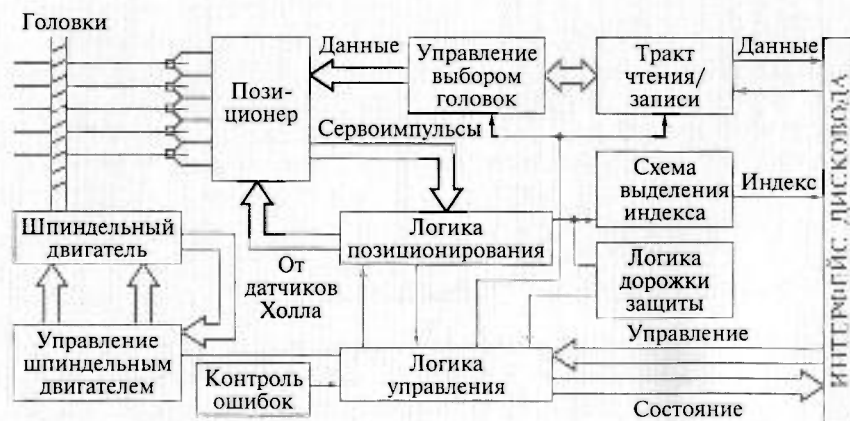 Головки
Данные
Управление
выбором
головок
Тракт
чтения/
записи
Данные
Пози-
ционер
Сервоимпульсы
Схема
выделения
индекса
Индекс
Шпиндельный
двигатель
Логика
позиционирования
От
датчиков
Холла
Логика
дорожки
защиты
Управление
шпиндельным
двигателем
Контроль
ошибок
Логика
управления
Управление
Состояние
ИНТЕРФЕЙС ДИСКОВОДА